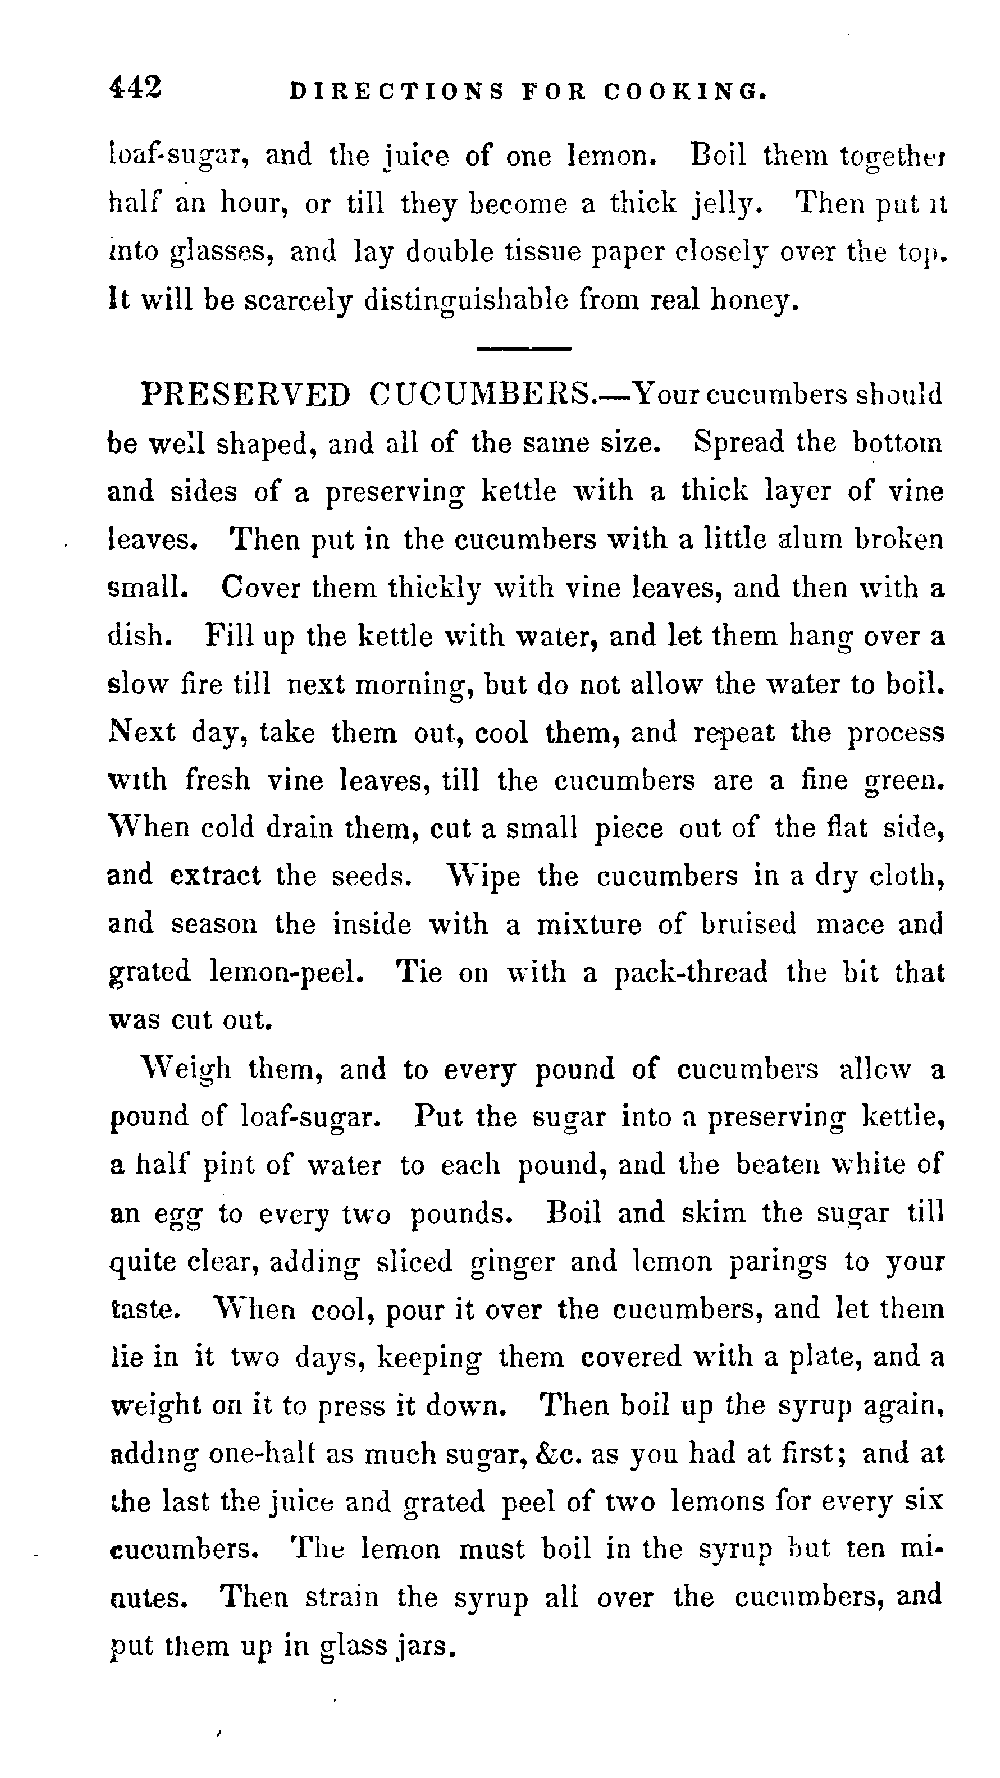 442 DIRECTIONS FOR COOKING.
loaf-sugar, and the juice of one lemon. Boil them together
half an hour, or till they become a thick jelly. Then put it
into glasses, and lay double tissue paper closely over the top.
It will be scarcely distinguishable from real honey.
PRESERVED CUCUMBERS.—Your cucumbers should
be well shaped, and all of the same size. Spread the bottom
and sides of a preserving kettle with a thick layer of vine
leaves. Then put in the cucumbers with a little alum broken
small. Cover them thickly with vine leaves, and then with a
dish. Fill up the kettle with water, and let them hang over a
slow fire till next morning, but do not allow the water to boil.
Next day, take them out, cool them, and repeat the process
with fresh vine leaves, till the cucumbers are a fine green.
When cold drain them, cut a small piece out of the flat side,
and extract the seeds. Wipe the cucumbers in a dry cloth,
and season the inside with a mixture of bruised mace and
grated lemon-peel. Tie on with a pack-thread the bit that
was cut out.
Weigh them, and to every pound of cucumbers allow a
pound of loaf-sugar. Put the sugar into a preserving kettle,
a half pint of water to each pound, and the beaten white of
an egg to every two pounds. Boil and skim the sugar till
quite clear, adding sliced ginger and lemon parings to your
taste. When cool, pour it over the cucumbers, and let them
lie in it two days, keeping them covered with a plate, and a
weight on it to press it down. Then boil up the syrup again,
adding one-half as much sugar, &c. as you had at first; and at
the last the juice and grated peel of two lemons for every six
cucumbers. The lemon must boil in the syrup but ten mi-
nutes. Then strain the syrup all over the cucumbers, and
put them up in glass jars.